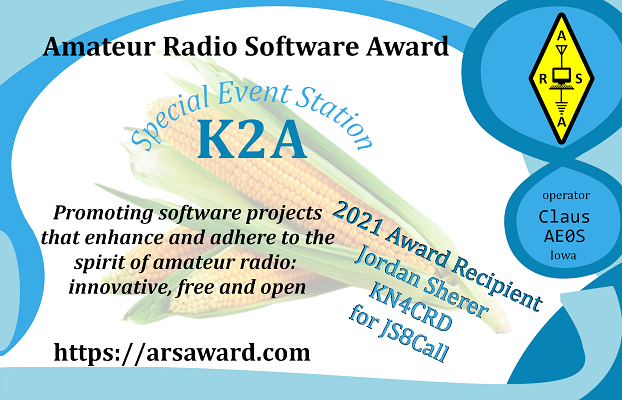 Amateur Radio Software Award
Special Event Station
K2A
A
R S
A
Promoting software projects
that enhance and adhere to the
spirit of amateur radio:
innovative, free and open
2021 Award Recipient
Jordan Sherer
KN4CRD
for JS8Call
operator
Claus
AE0S
Iowa
https://arsaward.com